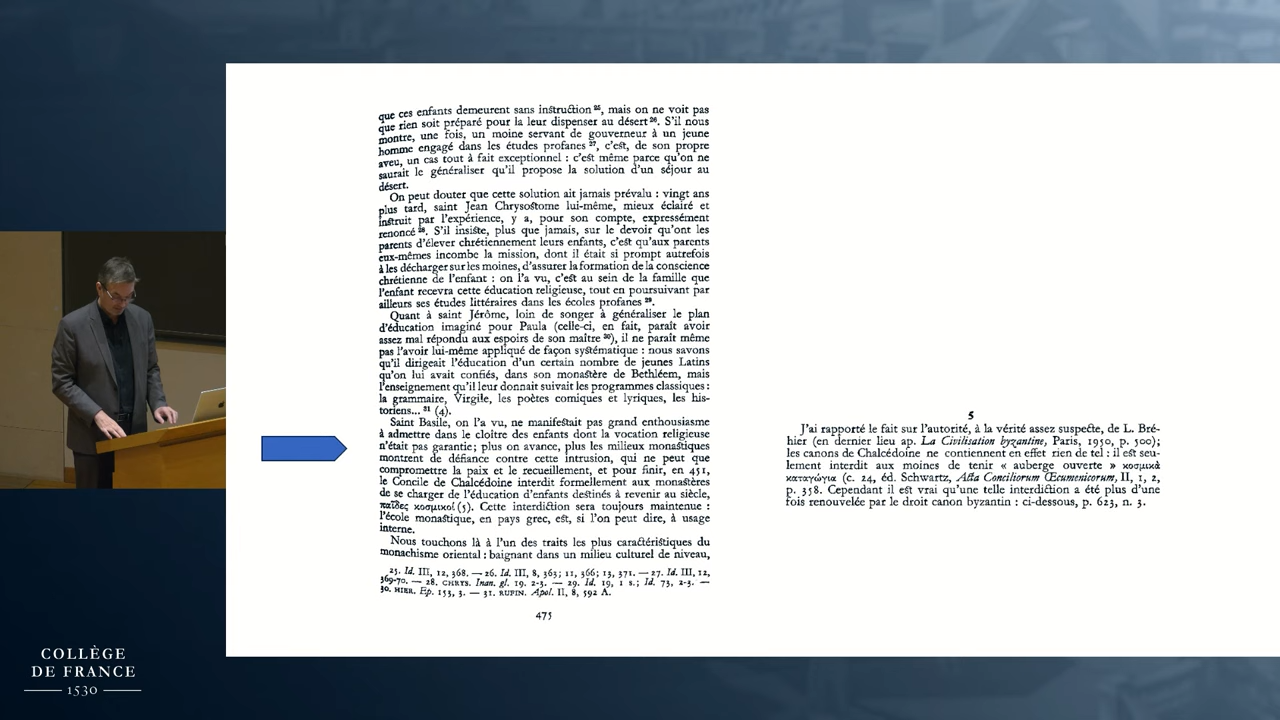 que ces enfants demeurent sans instruction ²⁵, mais on ne voit pas
que rien soit préparé pour la leur dispenser au désert ²⁶. S'il nous
montre, une fois, un moine servant de gouverneur à un jeune
homme engagé dans les études profanes ²⁷, c'est, de son propre
aveu, un cas tout à fait exceptionnel : c'est même parce qu'on ne
saurait le généraliser qu'il propose la solution d'un séjour au
désert.
On peut douter que cette solution ait jamais prévalu : vingt ans
plus tard, saint Jean Chrysostome lui-même, mieux éclairé et
instruit par l'expérience, y a, pour son compte, expressément
renoncé ²⁸. S'il insiste, plus que jamais, sur le devoir qu'ont les
parents d'élever chrétiennement leurs enfants, c'est qu'aux parents
eux-mêmes incombe la mission, dont il était si prompt autrefois
à les décharger sur les moines, d'assurer la formation de la conscience
chrétienne de l'enfant : on l'a vu, c'est au sein de la famille que
l'enfant recevra cette éducation religieuse, tout en poursuivant par
ailleurs ses études littéraires dans les écoles profanes ²⁹.
Quant à saint Jérôme, loin de songer à généraliser le plan
d'éducation imaginé pour Paula (celle-ci, en fait, paraît avoir
assez mal répondu aux espoirs de son maître ³⁰), il ne paraît même
pas l'avoir lui-même appliqué de façon systématique : nous savons
qu'il dirigeait l'éducation d'un certain nombre de jeunes Latins
qu'on lui avait confiés, dans son monastère de Bethléem, mais
l'enseignement qu'il leur donnait suivait les programmes classiques :
la grammaire, Virgile, les poètes comiques et lyriques, les his-
toriens... ³¹ (4).
Saint Basile, on l'a vu, ne manifestait pas grand enthousiasme
à admettre dans le cloître des enfants dont la vocation religieuse
n'était pas garantie; plus on avance, plus les milieux monastiques
montrent de défiance contre cette intrusion, qui ne peut que
compromettre la paix et le recueillement, et pour finir, en 451,
le Concile de Chalcédoine interdit formellement aux monastères
de se charger de l'éducation d'enfants destinés à revenir au siècle,
παῖδες κοσμικοί (5). Cette interdiction sera toujours maintenue :
l'école monastique, en pays grec, est, si l'on peut dire, à usage
interne.
Nous touchons là à l'un des traits les plus caractéristiques du
monachisme oriental : baignant dans un milieu culturel de niveau,
25. Id. III, 12, 368. — 26. Id. III, 8, 363; 11, 366; 13, 371. — 27. Id. III, 12,
369-70. — 28. CHRYS. Inan. gl. 19. 2-3. — 29. Id. 19, 1 s.; Id. 73, 2-3. —
30. HIER. Ep. 153, 3. — 31. RUFIN. Apol. II, 8, 592 A.
475
5
J'ai rapporté le fait sur l'autorité, à la vérité assez suspecte, de L. Bré-
hier (en dernier lieu ap. La Civilisation byzantine, Paris, 1950, p. 500);
les canons de Chalcédoine ne contiennent en effet rien de tel : il est seu-
lement interdit aux moines de tenir « auberge ouverte » κοσμικὰ
καταγώγια (c. 24, éd. Schwartz, Acta Conciliorum Œcumenicorum, II, 1, 2,
p. 358. Cependant il est vrai qu'une telle interdiction a été plus d'une
fois renouvelée par le droit canon byzantin : ci-dessous, p. 623, n. 3.
COLLÈGE
DE FRANCE
1530